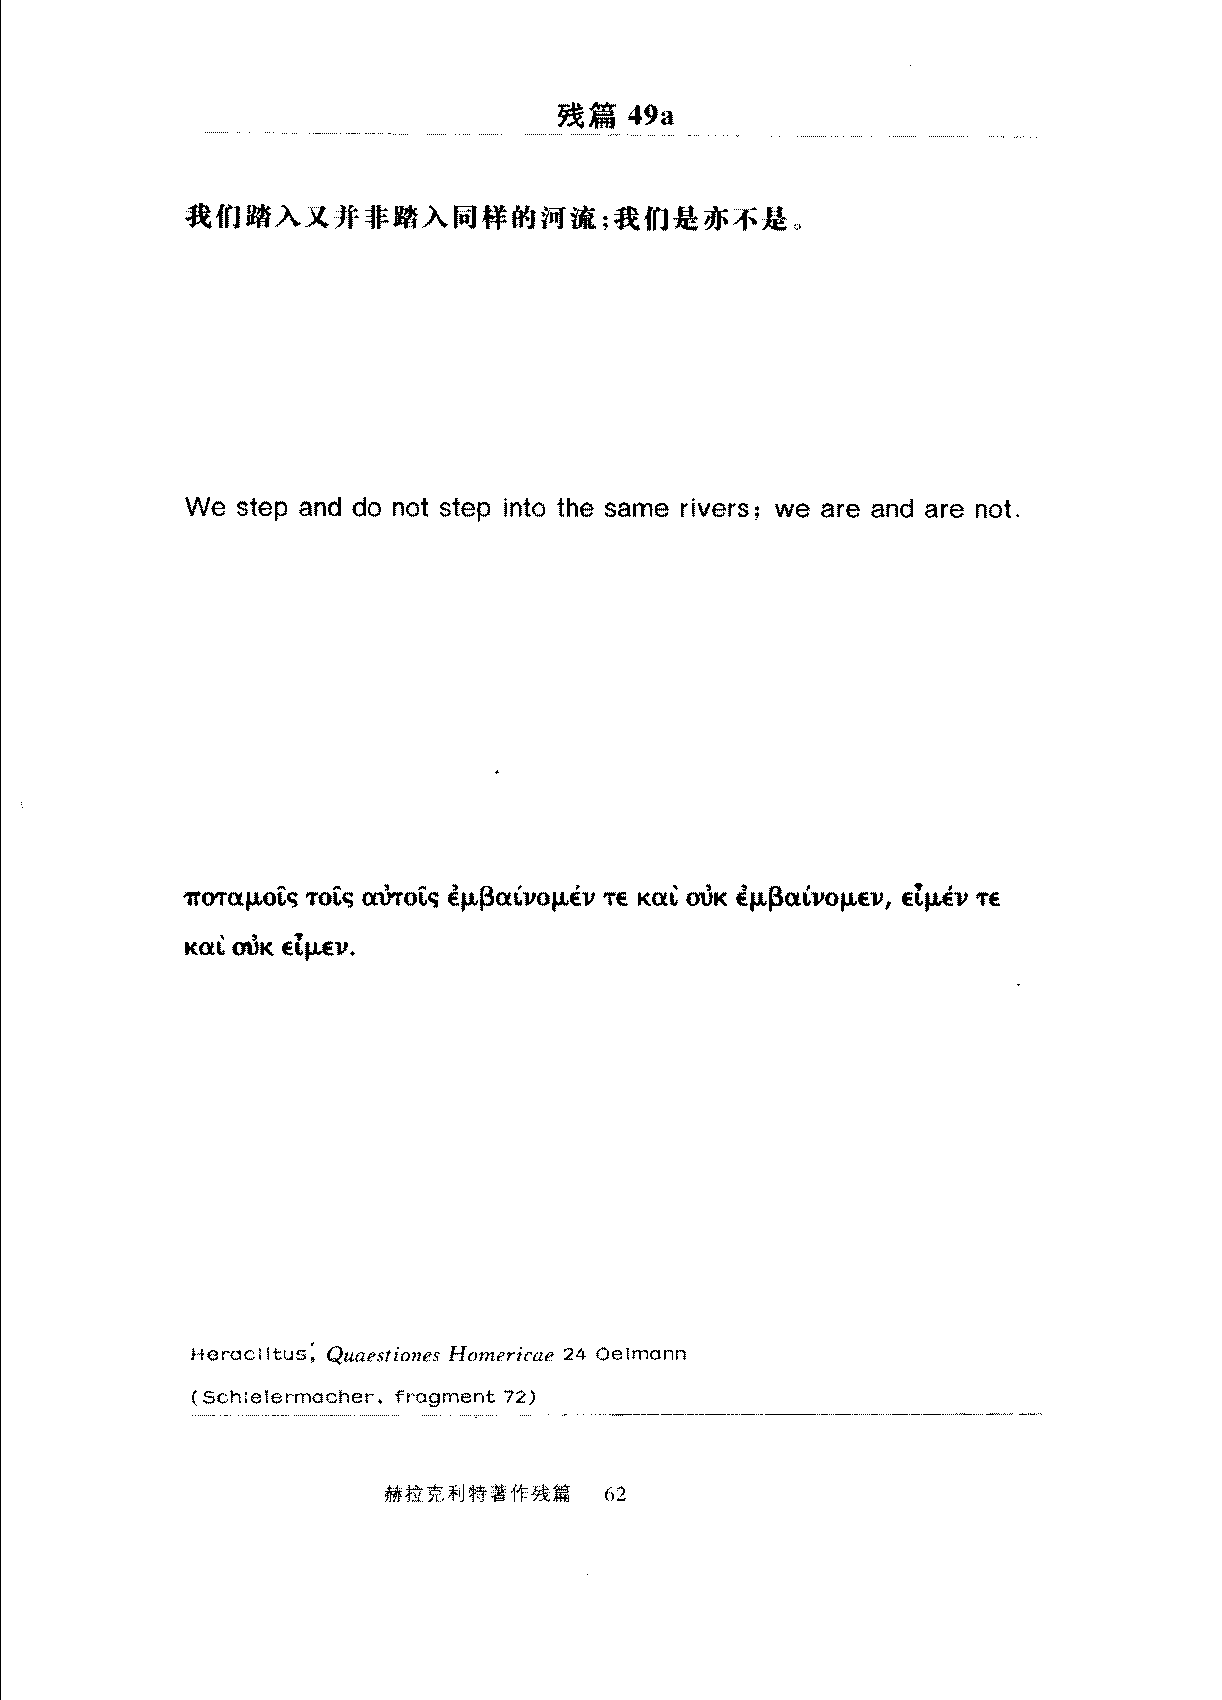 残篇 49a
我们踏入又并非踏入同样的河流;我们是亦不是。
We step and do not step into the same rivers; we are and are not.
ποταμοῖς τοῖς αὐτοῖς ἐμβαίνομέν τε καὶ οὐκ ἐμβαίνομεν, εἶμέν τε
καὶ οὐκ εἶμεν.
Heraclitus, Quaestiones Homericae 24 Oelmann
(Schleiermacher, fragment 72)
赫拉克利特著作残篇 62